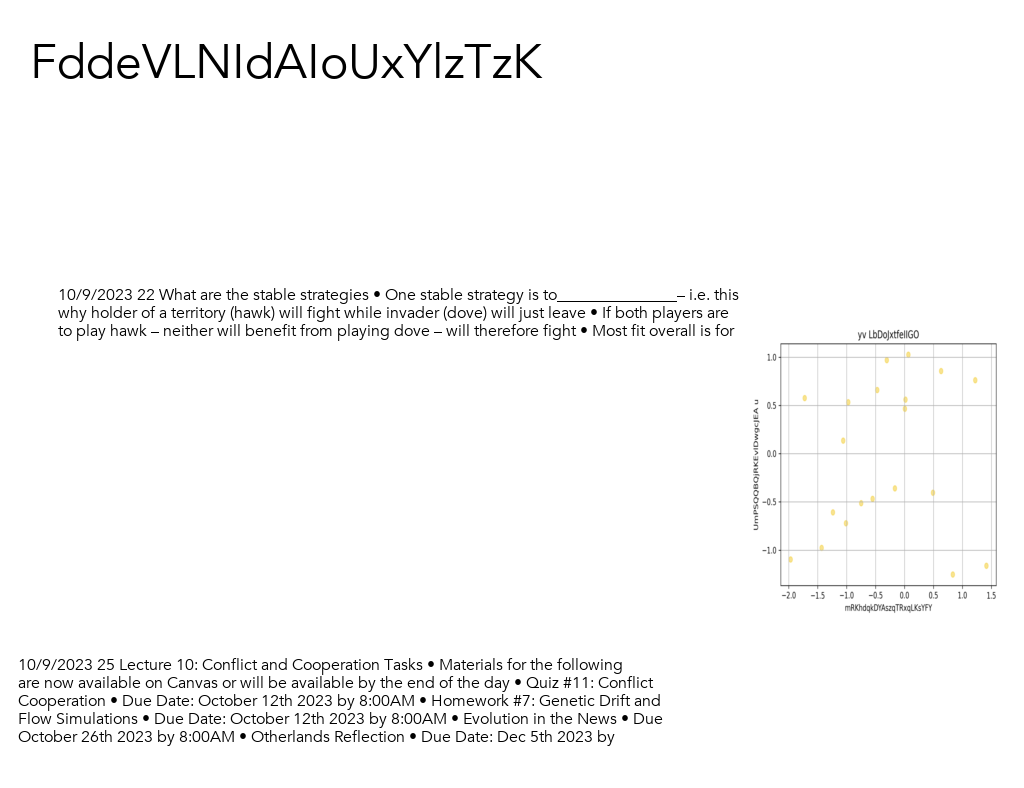 FddeVLNIdAIoUxYlzTzK
10/9/2023 22 What are the stable strategies • One stable strategy is to_______________– i.e. this
why holder of a territory (hawk) will fight while invader (dove) will just leave • If both players are
to play hawk – neither will benefit from playing dove – will therefore fight • Most fit overall is for
yv LbDoJxtfeIIGO
1.0
0.5
0.0
−0.5
−1.0
−2.0 −1.5 −1.0 −0.5 0.0 0.5 1.0 1.5
mRKhdqkDYAszqTRxqLKsYFY
10/9/2023 25 Lecture 10: Conflict and Cooperation Tasks • Materials for the following
are now available on Canvas or will be available by the end of the day • Quiz #11: Conflict
Cooperation • Due Date: October 12th 2023 by 8:00AM • Homework #7: Genetic Drift and
Flow Simulations • Due Date: October 12th 2023 by 8:00AM • Evolution in the News • Due
October 26th 2023 by 8:00AM • Otherlands Reflection • Due Date: Dec 5th 2023 by